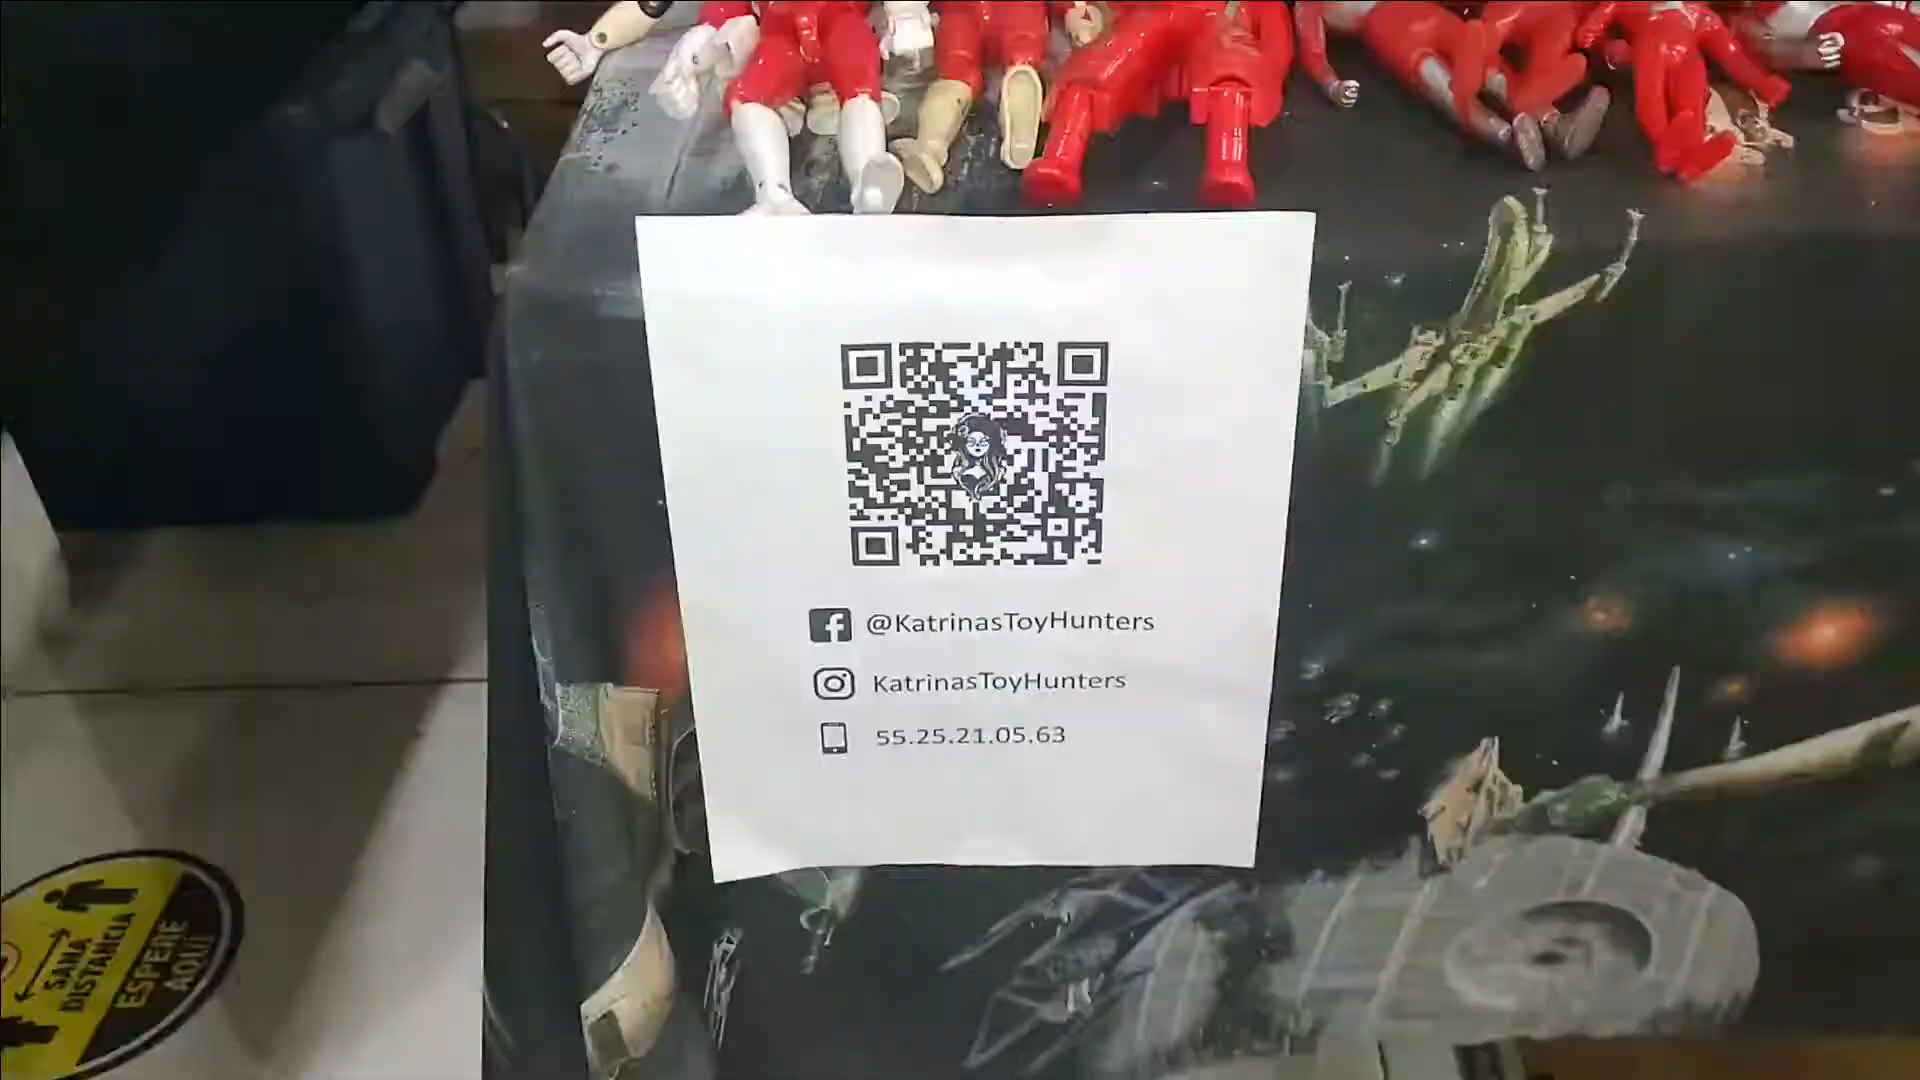 @KatrinasToyHunters
KatrinasToyHunters
55.25.21.05.63
SANA
DISTANCIA
ESPERE
AQUÍ